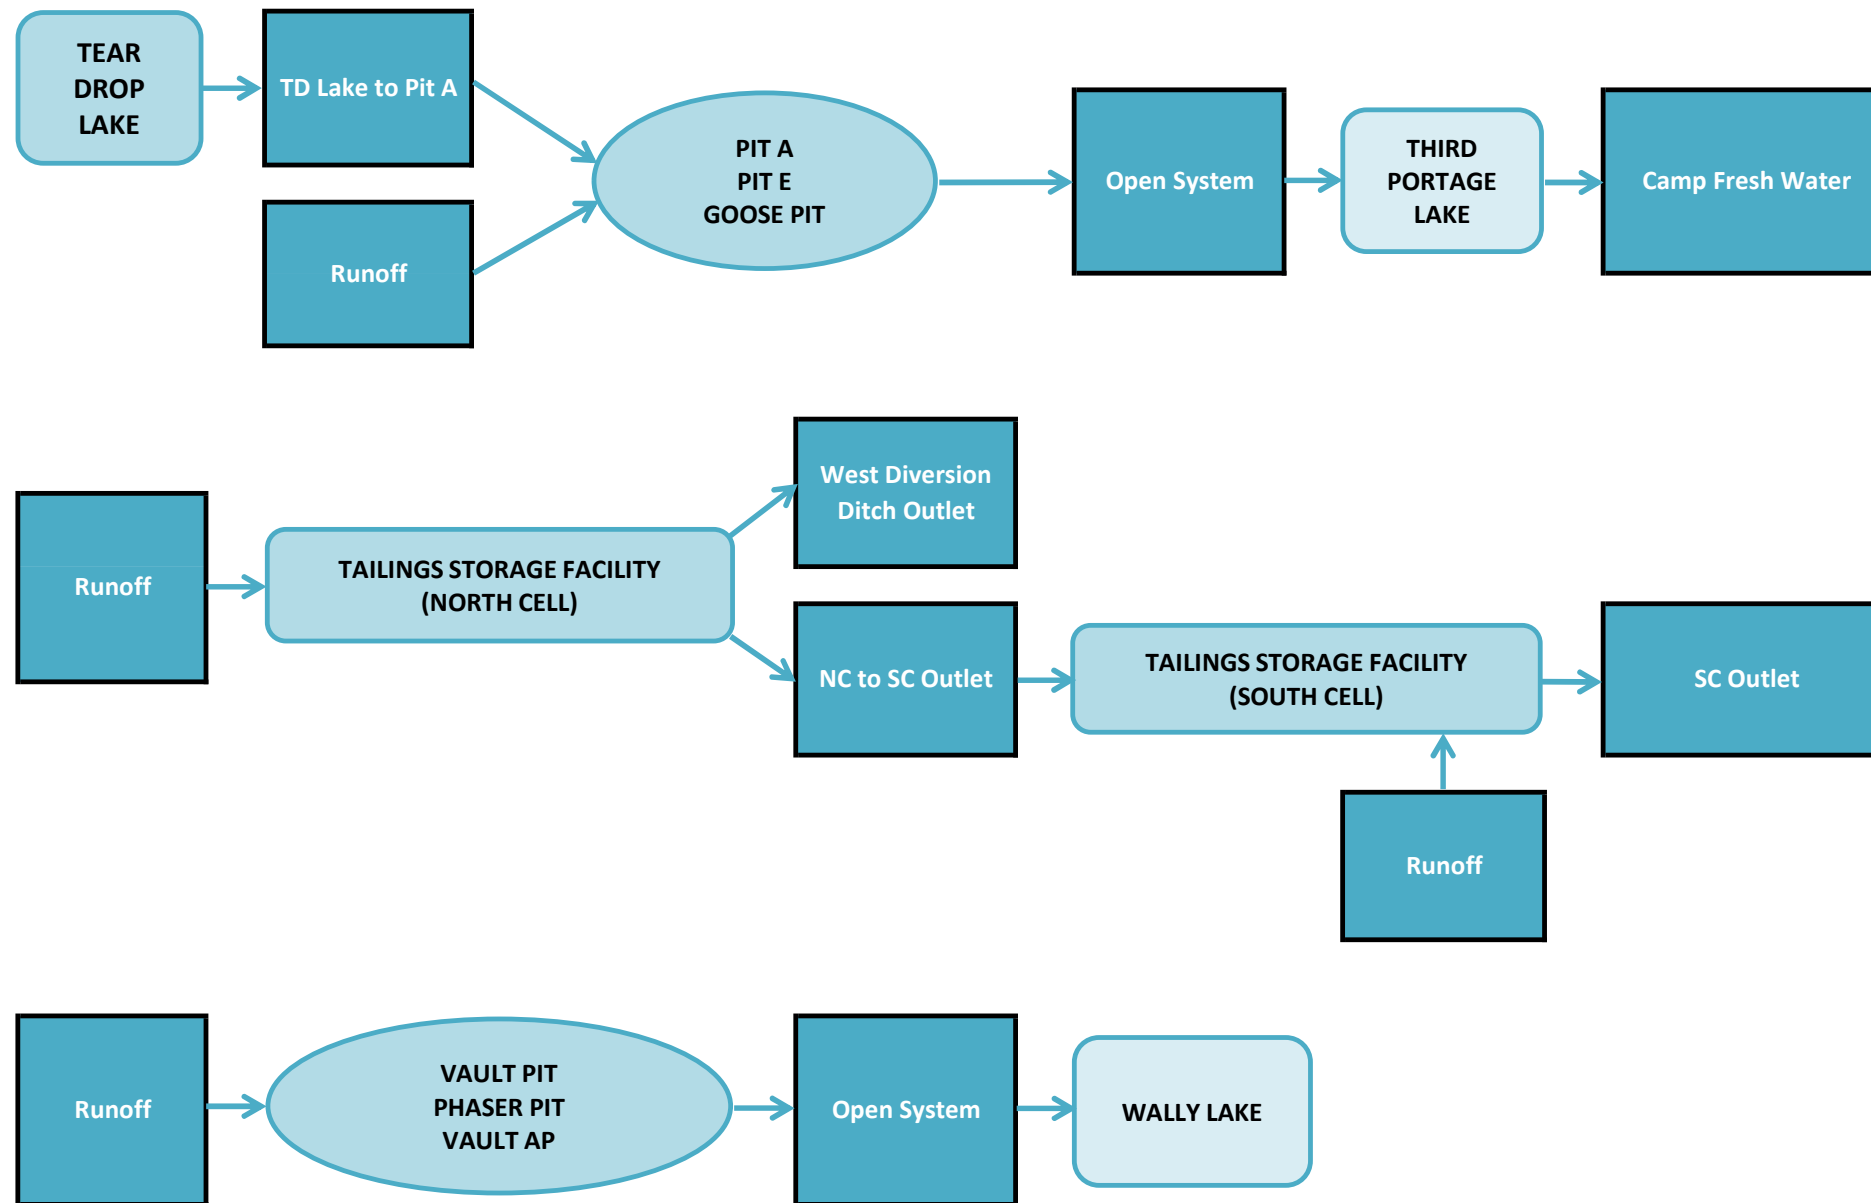 TEAR
DROP
LAKE
TD Lake to Pit A
Runoff
PIT A
PIT E
GOOSE PIT
Open System
THIRD
PORTAGE
LAKE
Camp Fresh Water
Runoff
TAILINGS STORAGE FACILITY
(NORTH CELL)
West Diversion
Ditch Outlet
NC to SC Outlet
TAILINGS STORAGE FACILITY
(SOUTH CELL)
SC Outlet
Runoff
Runoff
VAULT PIT
PHASER PIT
VAULT AP
Open System
WALLY LAKE